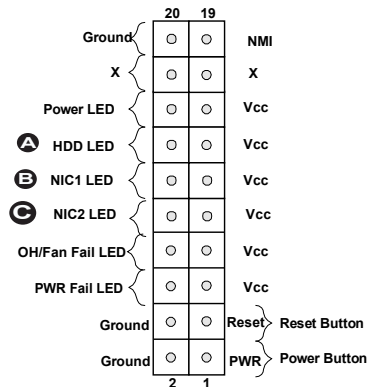 20 19
Ground NMI
X X
Power LED Vcc
A HDD LED Vcc
B NIC1 LED Vcc
C NIC2 LED Vcc
OH/Fan Fail LED Vcc
PWR Fail LED Vcc
Ground Reset Reset Button
Ground PWR Power Button
2 1